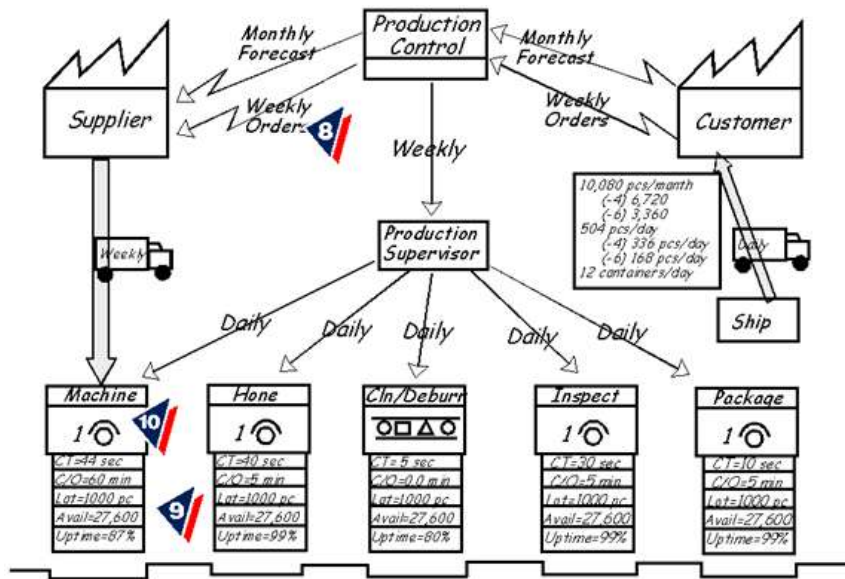 Production
Control
Monthly
Forecast
Monthly
Forecast
Supplier
Weekly
Orders
8
Weekly
Orders
Customer
Weekly
10,080 pcs/month
(-4) 6,720
(-6) 3,360
504 pcs/day
(-4) 336 pcs/day
(-6) 168 pcs/day
12 containers/day
Production
Supervisor
Weekly
Daily
Ship
Daily
Daily
Daily
Daily
Daily
Machine
Hone
Cln/Deburr
Inspect
Package
1
10
1
1
1
CT=44 sec
C/O=60 min
Lot=1000 pc
Avail=27,600
Uptime=87%
9
CT=40 sec
C/O=5 min
Lot=1000 pc
Avail=27,600
Uptime=99%
CT= 5 sec
C/O=0.0 min
Lot=1000 pc
Avail=27,600
Uptime=80%
CT=30 sec
C/O=5 min
Lot=1000 pc
Avail=27,600
Uptime=99%
CT=10 sec
C/O=5 min
Lot=1000 pc
Avail=27,600
Uptime=99%